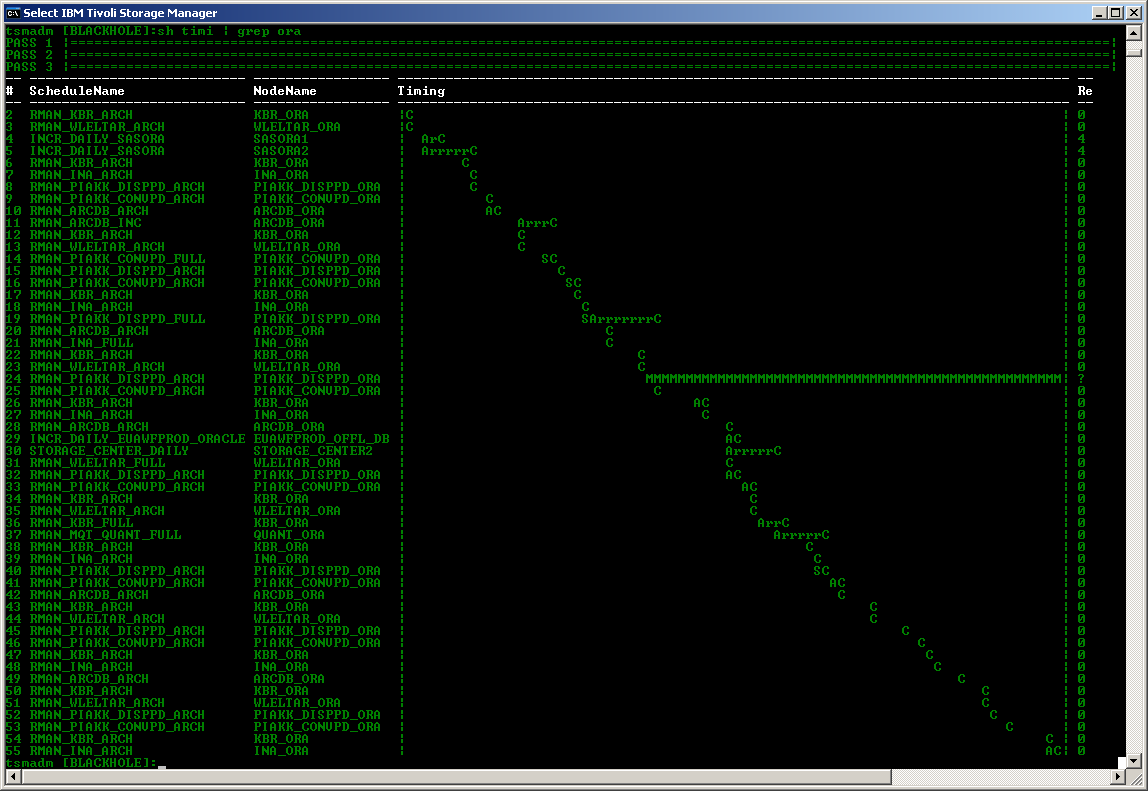 Select IBM Tivoli Storage Manager
tsmadm [BLACKHOLE]:sh timi | grep ora
PASS 1 |==================================================================================================================================|
PASS 2 |==================================================================================================================================|
PASS 3 |==================================================================================================================================|
# ScheduleName NodeName Timing Re
2 RMAN_KBR_ARCH KBR_ORA |C | 0
3 RMAN_WLELTAR_ARCH WLELTAR_ORA |C | 0
4 INCR_DAILY_SASORA SASORA1 | ArC | 4
5 INCR_DAILY_SASORA SASORA2 | ArrrrrC | 4
6 RMAN_KBR_ARCH KBR_ORA | C | 0
7 RMAN_INA_ARCH INA_ORA | C | 0
8 RMAN_PIAKK_DISPPD_ARCH PIAKK_DISPPD_ORA | C | 0
9 RMAN_PIAKK_CONVPD_ARCH PIAKK_CONVPD_ORA | C | 0
10 RMAN_ARCDB_ARCH ARCDB_ORA | AC | 0
11 RMAN_ARCDB_INC ARCDB_ORA | ArrrC | 0
12 RMAN_KBR_ARCH KBR_ORA | C | 0
13 RMAN_WLELTAR_ARCH WLELTAR_ORA | C | 0
14 RMAN_PIAKK_CONVPD_FULL PIAKK_CONVPD_ORA | SC | 0
15 RMAN_PIAKK_DISPPD_ARCH PIAKK_DISPPD_ORA | C | 0
16 RMAN_PIAKK_CONVPD_ARCH PIAKK_CONVPD_ORA | SC | 0
17 RMAN_KBR_ARCH KBR_ORA | C | 0
18 RMAN_INA_ARCH INA_ORA | C | 0
19 RMAN_PIAKK_DISPPD_FULL PIAKK_DISPPD_ORA | SArrrrrrrC | 0
20 RMAN_ARCDB_ARCH ARCDB_ORA | C | 0
21 RMAN_INA_FULL INA_ORA | C | 0
22 RMAN_KBR_ARCH KBR_ORA | C | 0
23 RMAN_WLELTAR_ARCH WLELTAR_ORA | C | 0
24 RMAN_PIAKK_DISPPD_ARCH PIAKK_DISPPD_ORA | MMMMMMMMMMMMMMMMMMMMMMMMMMMMMMMMMMMMMMMMMMMMMMMMMMMM| ?
25 RMAN_PIAKK_CONVPD_ARCH PIAKK_CONVPD_ORA | C | 0
26 RMAN_KBR_ARCH KBR_ORA | AC | 0
27 RMAN_INA_ARCH INA_ORA | C | 0
28 RMAN_ARCDB_ARCH ARCDB_ORA | C | 0
29 INCR_DAILY_EUAWFPROD_ORACLE EUAWFPROD_OFFL_DB | AC | 0
30 STORAGE_CENTER_DAILY STORAGE_CENTER2 | ArrrrrC | 0
31 RMAN_WLELTAR_FULL WLELTAR_ORA | C | 0
32 RMAN_PIAKK_DISPPD_ARCH PIAKK_DISPPD_ORA | AC | 0
33 RMAN_PIAKK_CONVPD_ARCH PIAKK_CONVPD_ORA | AC | 0
34 RMAN_KBR_ARCH KBR_ORA | C | 0
35 RMAN_WLELTAR_ARCH WLELTAR_ORA | C | 0
36 RMAN_KBR_FULL KBR_ORA | ArrC | 0
37 RMAN_MQT_QUANT_FULL QUANT_ORA | ArrrrrC | 0
38 RMAN_KBR_ARCH KBR_ORA | C | 0
39 RMAN_INA_ARCH INA_ORA | C | 0
40 RMAN_PIAKK_DISPPD_ARCH PIAKK_DISPPD_ORA | SC | 0
41 RMAN_PIAKK_CONVPD_ARCH PIAKK_CONVPD_ORA | AC | 0
42 RMAN_ARCDB_ARCH ARCDB_ORA | C | 0
43 RMAN_KBR_ARCH KBR_ORA | C | 0
44 RMAN_WLELTAR_ARCH WLELTAR_ORA | C | 0
45 RMAN_PIAKK_DISPPD_ARCH PIAKK_DISPPD_ORA | C | 0
46 RMAN_PIAKK_CONVPD_ARCH PIAKK_CONVPD_ORA | C | 0
47 RMAN_KBR_ARCH KBR_ORA | C | 0
48 RMAN_INA_ARCH INA_ORA | C | 0
49 RMAN_ARCDB_ARCH ARCDB_ORA | C | 0
50 RMAN_KBR_ARCH KBR_ORA | C | 0
51 RMAN_WLELTAR_ARCH WLELTAR_ORA | C | 0
52 RMAN_PIAKK_DISPPD_ARCH PIAKK_DISPPD_ORA | C | 0
53 RMAN_PIAKK_CONVPD_ARCH PIAKK_CONVPD_ORA | C | 0
54 RMAN_KBR_ARCH KBR_ORA | C | 0
55 RMAN_INA_ARCH INA_ORA | AC| 0
tsmadm [BLACKHOLE]:_